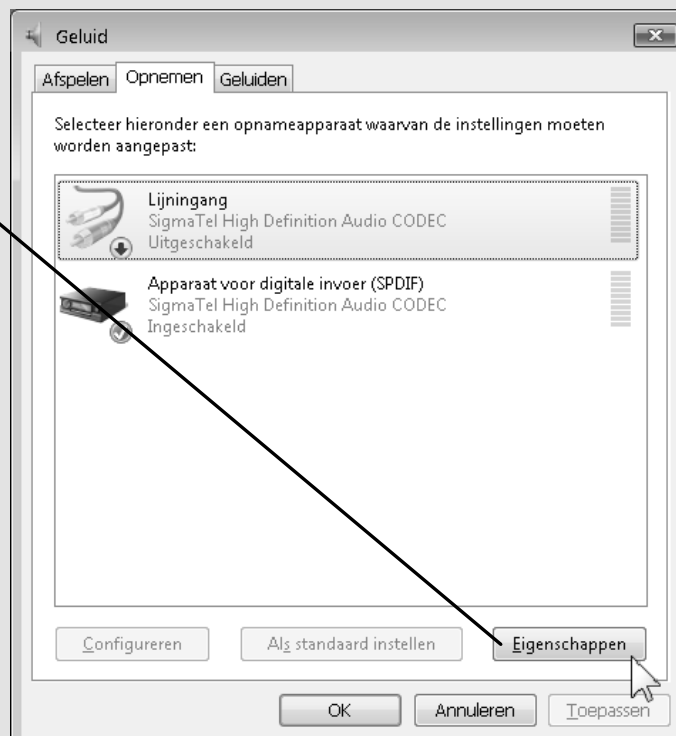 Geluid
Afspelen Opnemen Geluiden
Selecteer hieronder een opnameapparaat waarvan de instellingen moeten
worden aangepast:
Lijningang
SigmaTel High Definition Audio CODEC
Uitgeschakeld
Apparaat voor digitale invoer (SPDIF)
SigmaTel High Definition Audio CODEC
Ingeschakeld
Configureren Als standaard instellen Eigenschappen
OK Annuleren Toepassen